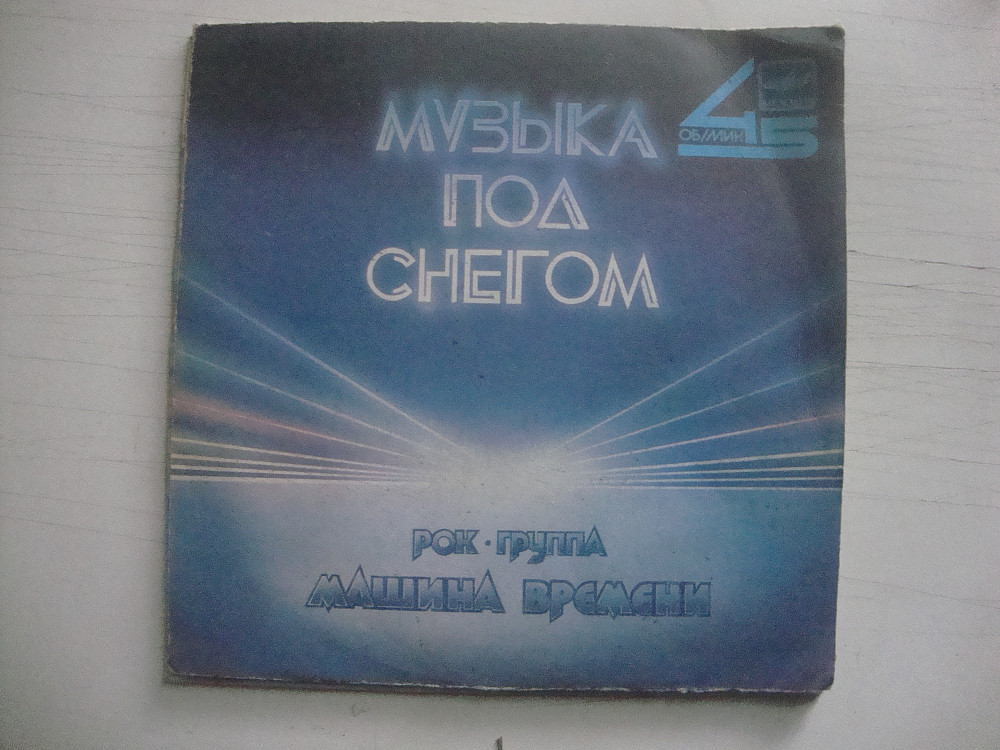 МУЗЫКА
ПОД
СНЕГОМ
45
ОБ/МИН
РОК·ГРУППА
МАШИНА ВРЕМЕНИ